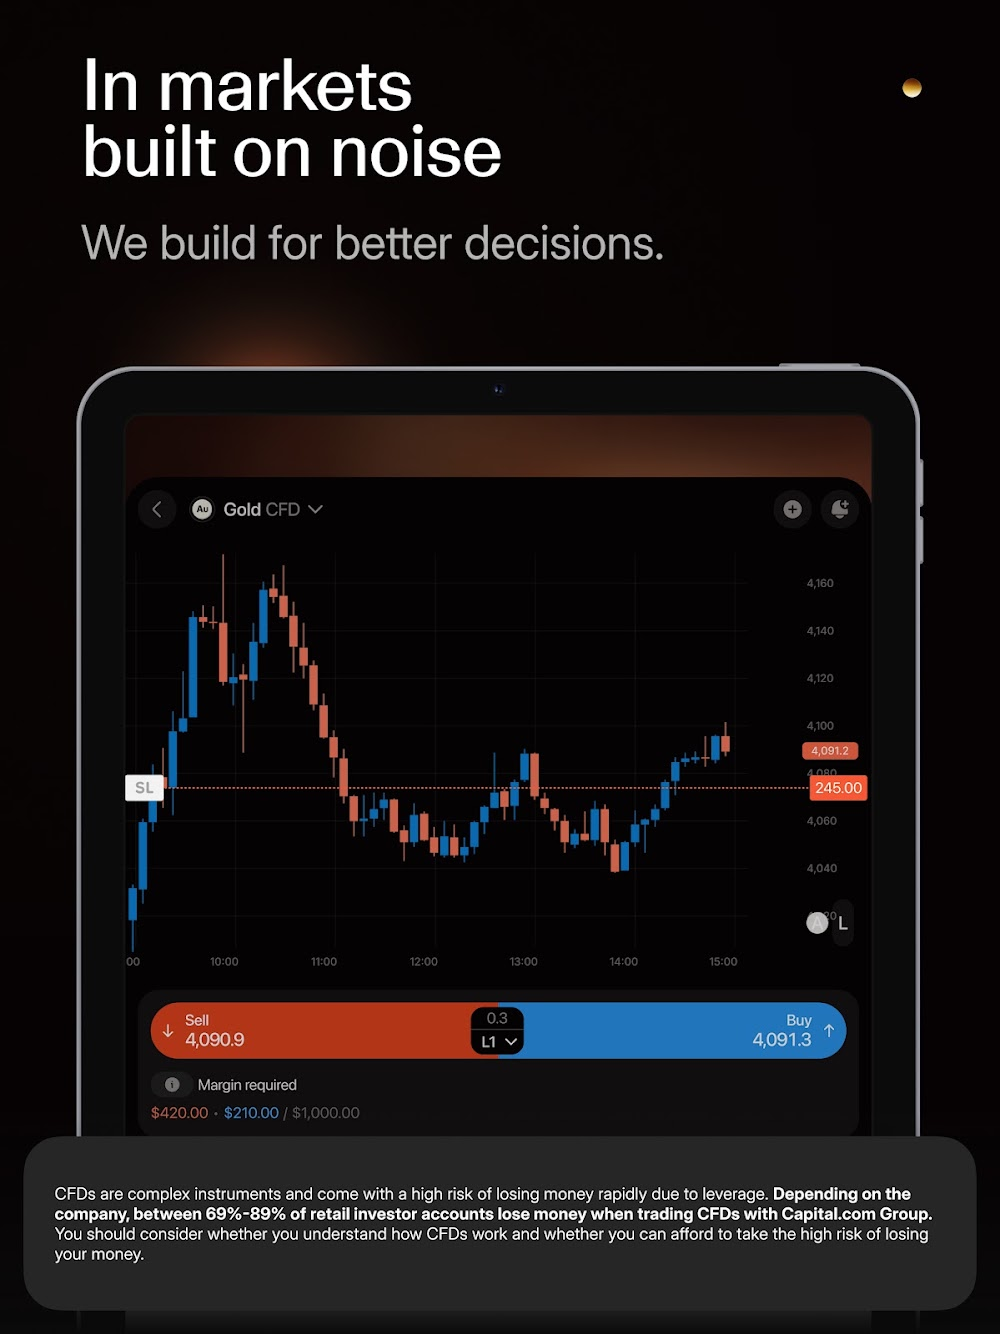 In markets
built on noise
We build for better decisions.
Au Gold CFD
4,160
4,140
4,120
4,100
4,091.2
4,080
SL
245.00
4,060
4,040
A L
00 10:00 11:00 12:00 13:00 14:00 15:00
Sell
4,090.9
0.3
L1
Buy
4,091.3
Margin required
$420.00 · $210.00 / $1,000.00
CFDs are complex instruments and come with a high risk of losing money rapidly due to leverage. Depending on the
company, between 69%-89% of retail investor accounts lose money when trading CFDs with Capital.com Group.
You should consider whether you understand how CFDs work and whether you can afford to take the high risk of losing
your money.